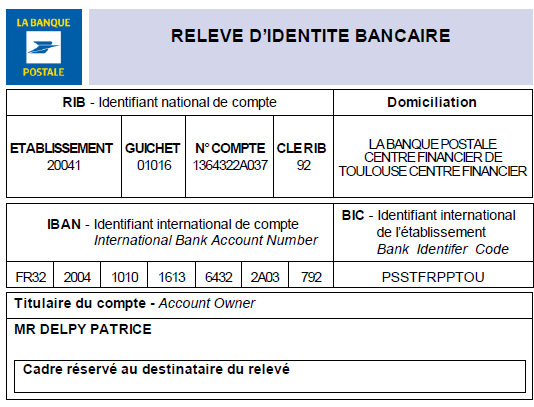 LA BANQUE
POSTALE
RELEVE D'IDENTITE BANCAIRE
RIB - Identifiant national de compte
Domiciliation
ETABLISSEMENT GUICHET N° COMPTE CLE RIB
20041 01016 1364322A037 92
LA BANQUE POSTALE
CENTRE FINANCIER DE
TOULOUSE CENTRE FINANCIER
IBAN - Identifiant international de compte
International Bank Account Number
BIC - Identifiant international
de l'établissement
Bank Identifer Code
FR32 2004 1010 1613 6432 2A03 792 PSSTFRPPTOU
Titulaire du compte - Account Owner
MR DELPY PATRICE
Cadre réservé au destinataire du relevé